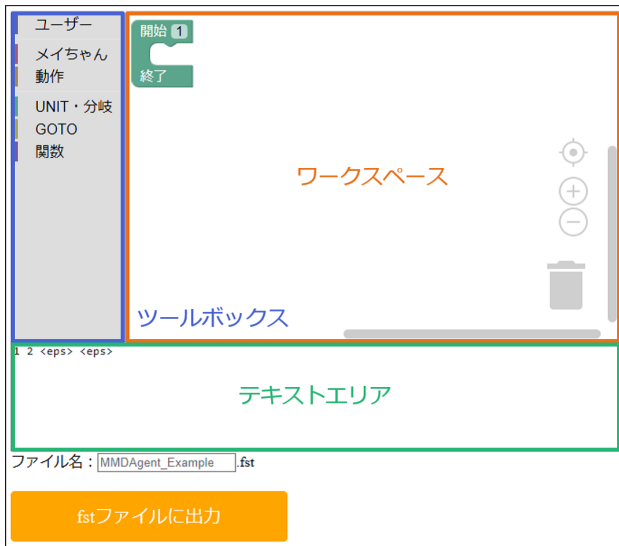 ユーザー
メイちゃん
動作
UNIT・分岐
GOTO
関数
開始 1
終了
ワークスペース
ツールボックス
1 2 <eps> <eps>
テキストエリア
ファイル名：MMDAgent_Example.fst
fstファイルに出力